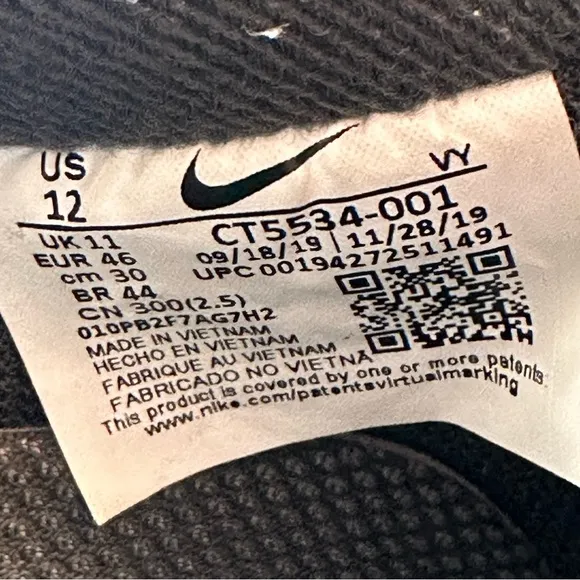 US
12
VY
CT5534-001
UK 11
09/18/19 | 11/28/19
EUR 46
UPC 00194272511491
cm 30
BR 44
CN 300(2.5)
010PB2F7AG7H2
MADE IN VIETNAM
HECHO EN VIETNAM
FABRIQUE AU VIETNAM
FABRICADO NO VIETNÃ
This product is covered by one or more patents.
www.nike.com/patentsvirtualmarking